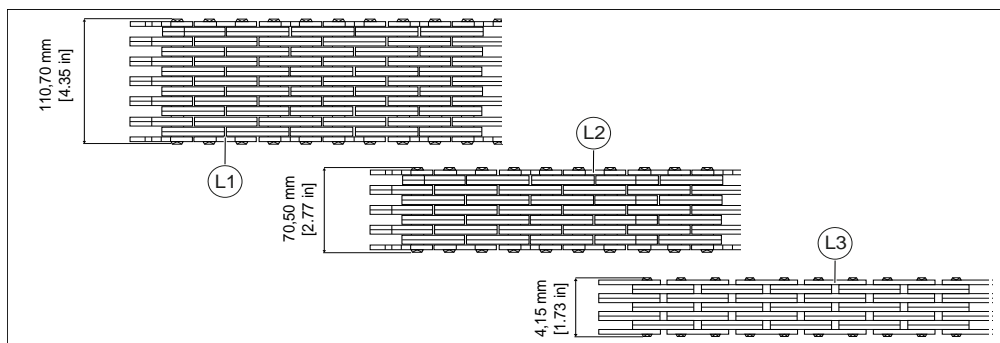 110,70 mm
[4.35 in]
L1
L2
70,50 mm
[2.77 in]
L3
4,15 mm
[1.73 in]